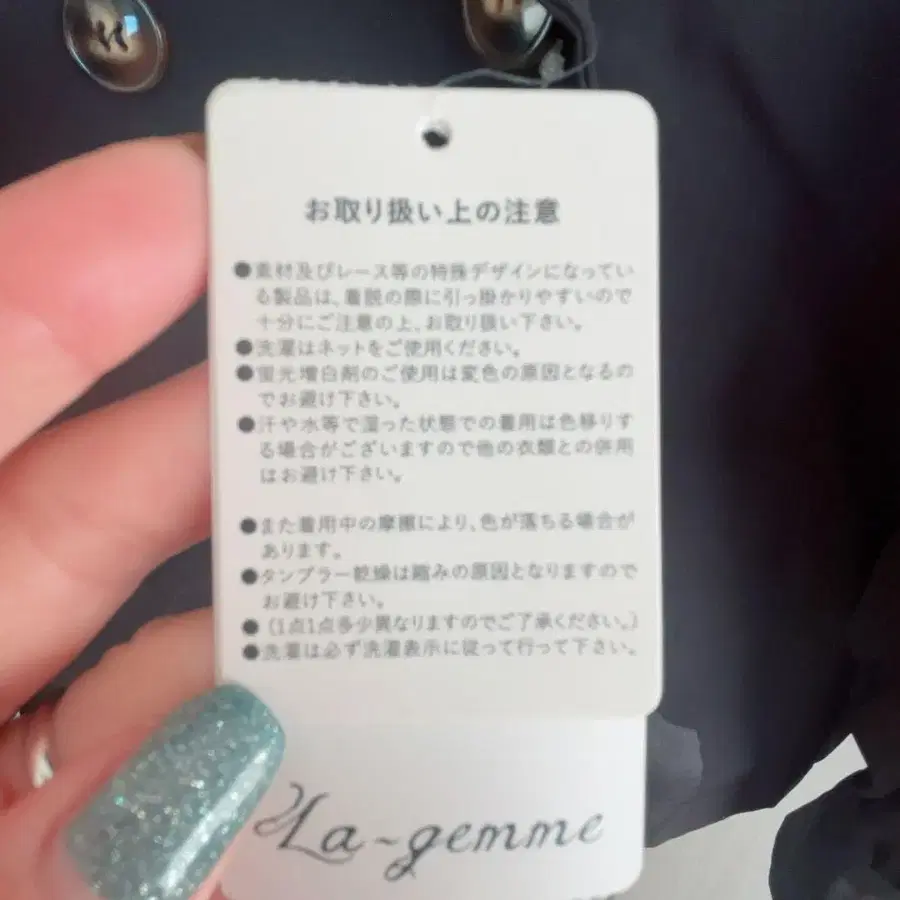 お取り扱い上の注意
●素材及びレース等の特殊デザインになってい
る製品は、着脱の際に引っ掛かりやすいので
十分にご注意の上、お取り扱い下さい。
●洗濯はネットをご使用ください。
●蛍光増白剤のご使用は変色の原因となるの
でお避け下さい。
●汗や水等で湿った状態での着用は色移りす
る場合がございますので他の衣類との併用
はお避け下さい。
●また着用中の摩擦により、色が落ちる場合が
あります。
●タンブラー乾燥は縮みの原因となりますので
お避け下さい。
●（1点1点多少異なりますのでご了承ください。）
●洗濯は必ず洗濯表示に従って行って下さい。
La-gemme